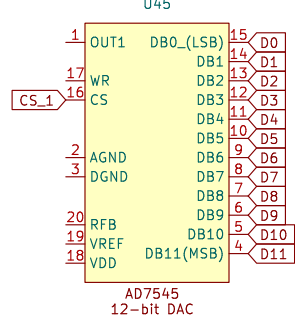 U45
1 OUT1 DB0_(LSB) 15 D0
DB1 14 D1
17 WR DB2 13 D2
CS_1 16 CS DB3 12 D3
DB4 11 D4
DB5 10 D5
2 AGND DB6 9 D6
3 DGND DB7 8 D7
DB8 7 D8
20 RFB DB9 6 D9
19 VREF DB10 5 D10
18 VDD DB11(MSB) 4 D11
AD7545
12-bit DAC